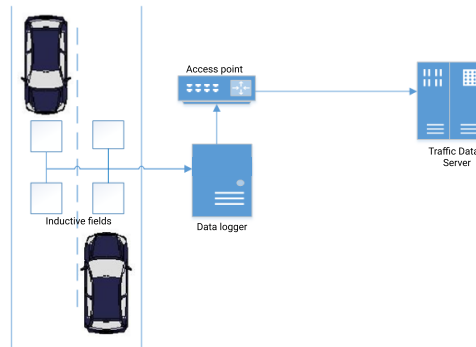 Access point
Traffic Data
Server
Inductive fields
Data logger